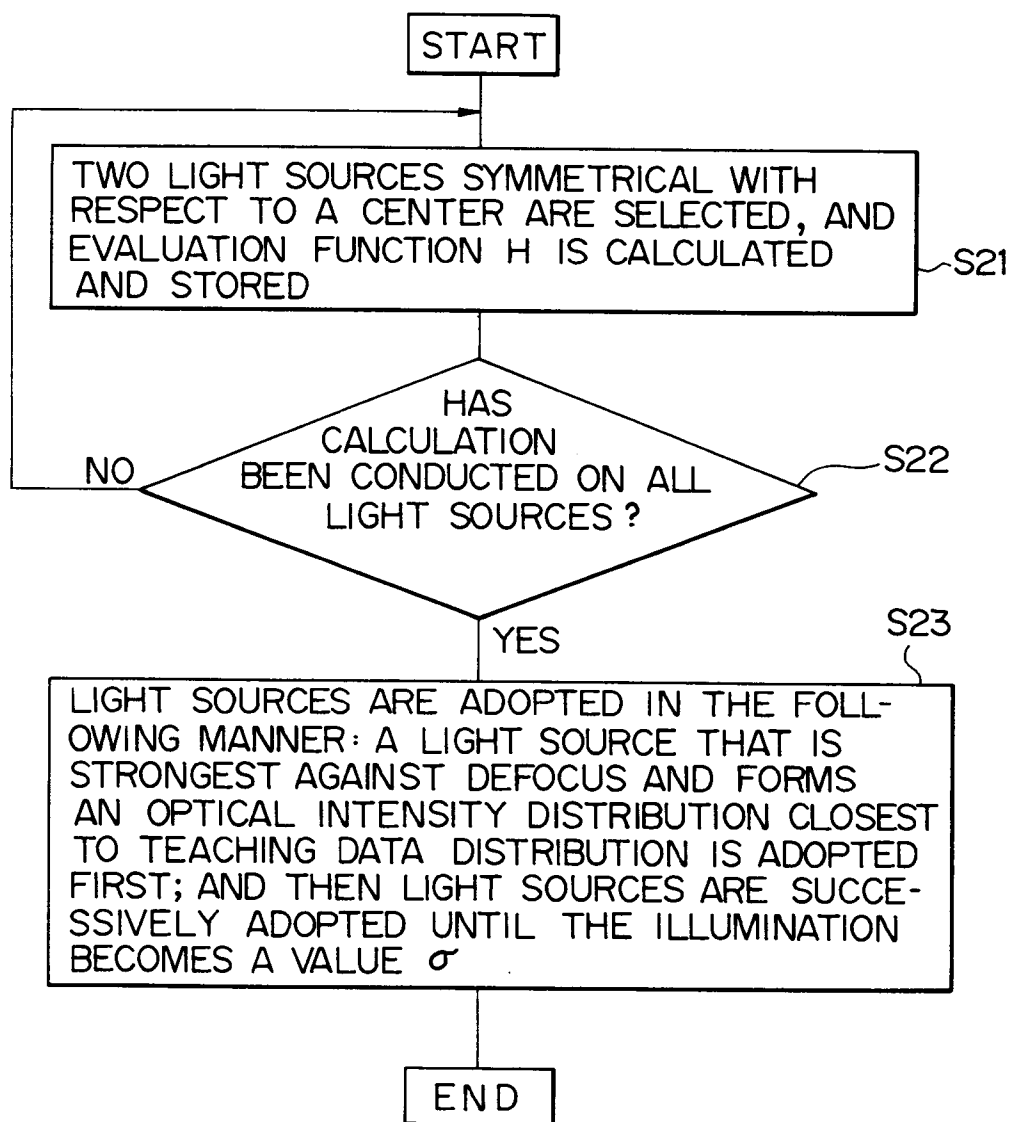 START
TWO LIGHT SOURCES SYMMETRICAL WITH
RESPECT TO A CENTER ARE SELECTED, AND
EVALUATION FUNCTION H IS CALCULATED
AND STORED
S21
HAS
CALCULATION
BEEN CONDUCTED ON ALL
LIGHT SOURCES?
S22
NO
YES
S23
LIGHT SOURCES ARE ADOPTED IN THE FOLL-
OWING MANNER: A LIGHT SOURCE THAT IS
STRONGEST AGAINST DEFOCUS AND FORMS
AN OPTICAL INTENSITY DISTRIBUTION CLOSEST
TO TEACHING DATA DISTRIBUTION IS ADOPTED
FIRST; AND THEN LIGHT SOURCES ARE SUCCE-
SSIVELY ADOPTED UNTIL THE ILLUMINATION
BECOMES A VALUE σ
END